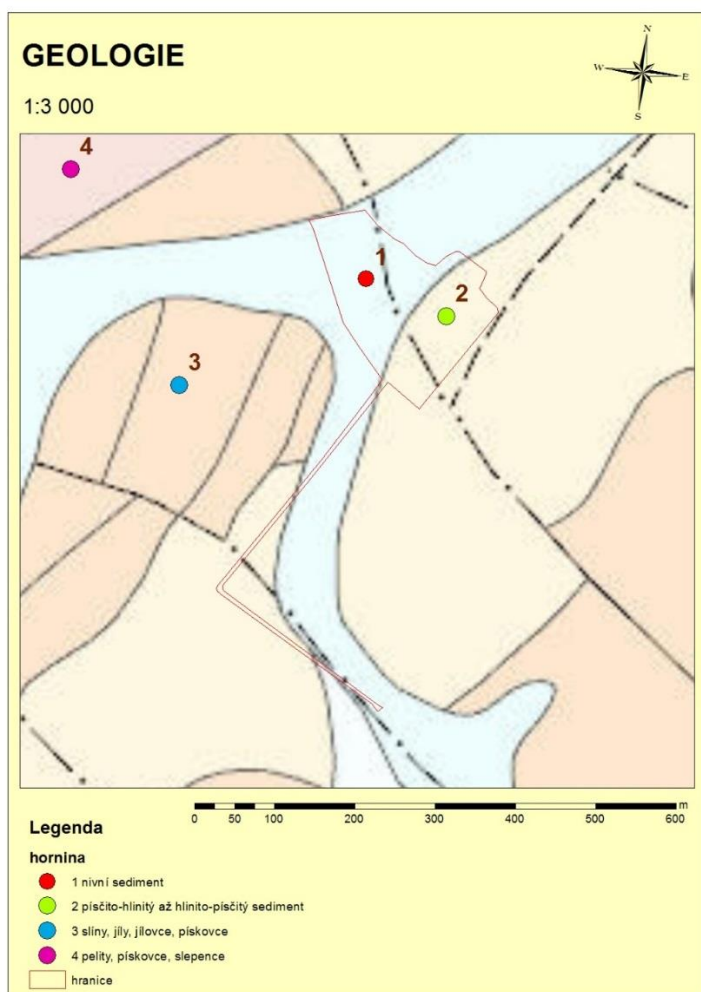 GEOLOGIE
1:3 000
N
W
E
S
4
1
2
3
0 50 100 200 300 400 500 600 m
Legenda
hornina
1 nivní sediment
2 písčito-hlinitý až hlinito-písčitý sediment
3 slíny, jíly, jílovce, pískovce
4 pelity, pískovce, slepence
hranice